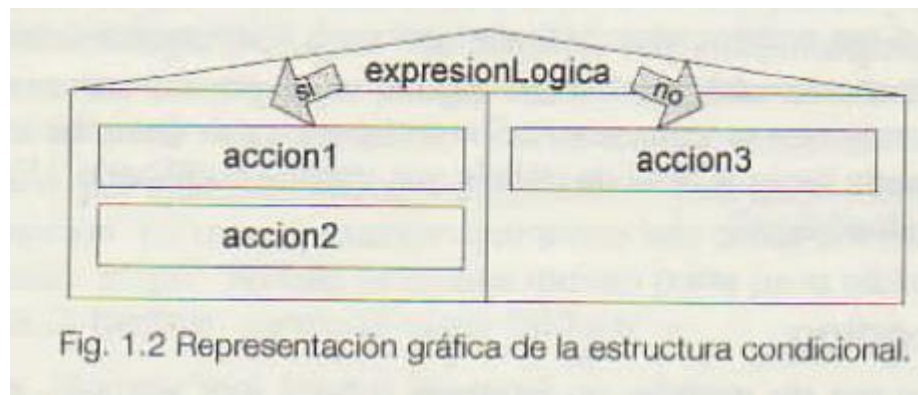 expresionLogica
si
no
accion1
accion3
accion2
Fig. 1.2 Representación gráfica de la estructura condicional.